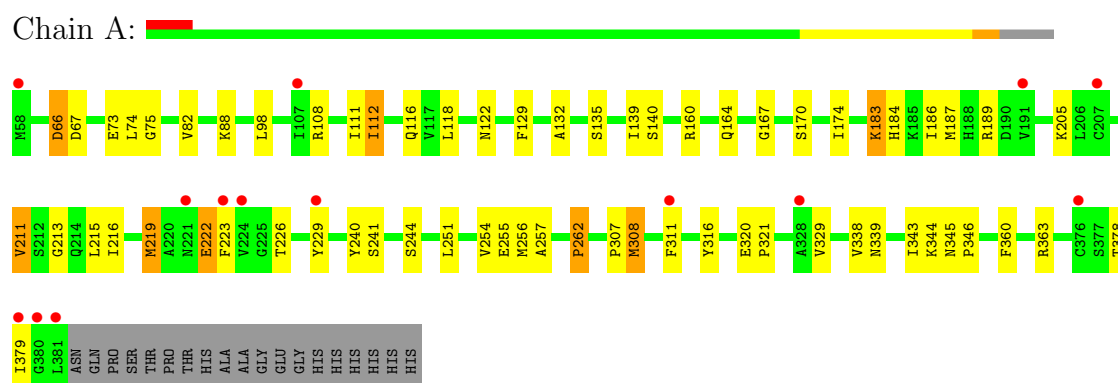 Chain A:
M58 D66 D67 E73 L74 G75 V82 K88 L98 I107 R108 I111 I112 Q116 V117 L118 N122 F129 A132 S135 I139 S140 R160 Q164 G167 S170 I174 K183 H184 K185 I186 M187 H188 R189 D190 V191 K205 L206 C207
V211 S212 G213 Q214 L215 I216 M219 A220 N221 E222 F223 V224 G225 T226 Y229 Y240 S241 S244 L251 V254 E255 M256 A257 P262 P307 M308 F311 Y316 E320 P321 A328 V329 V338 N339 I343 K344 N345 P346 F360 R363 C376 S377 T378
I379 G380 L381 ASN GLN PRO SER THR PRO THR HIS ALA ALA GLY GLU GLY HIS HIS HIS HIS HIS HIS